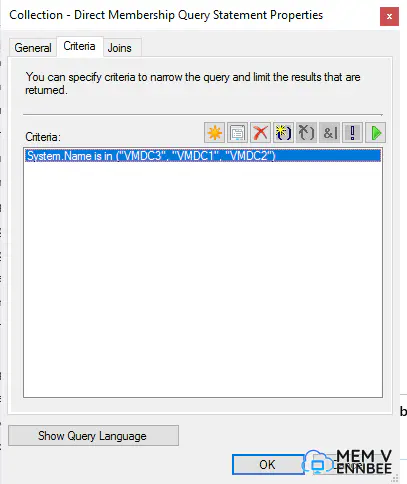 Collection - Direct Membership Query Statement Properties
x
General Criteria Joins
You can specify criteria to narrow the query and limit the results that are
returned.
Criteria:
&|
!
System.Name is in ("VMDC3", "VMDC1", "VMDC2")
b
Show Query Language
OK
MEM V
ENNBEE